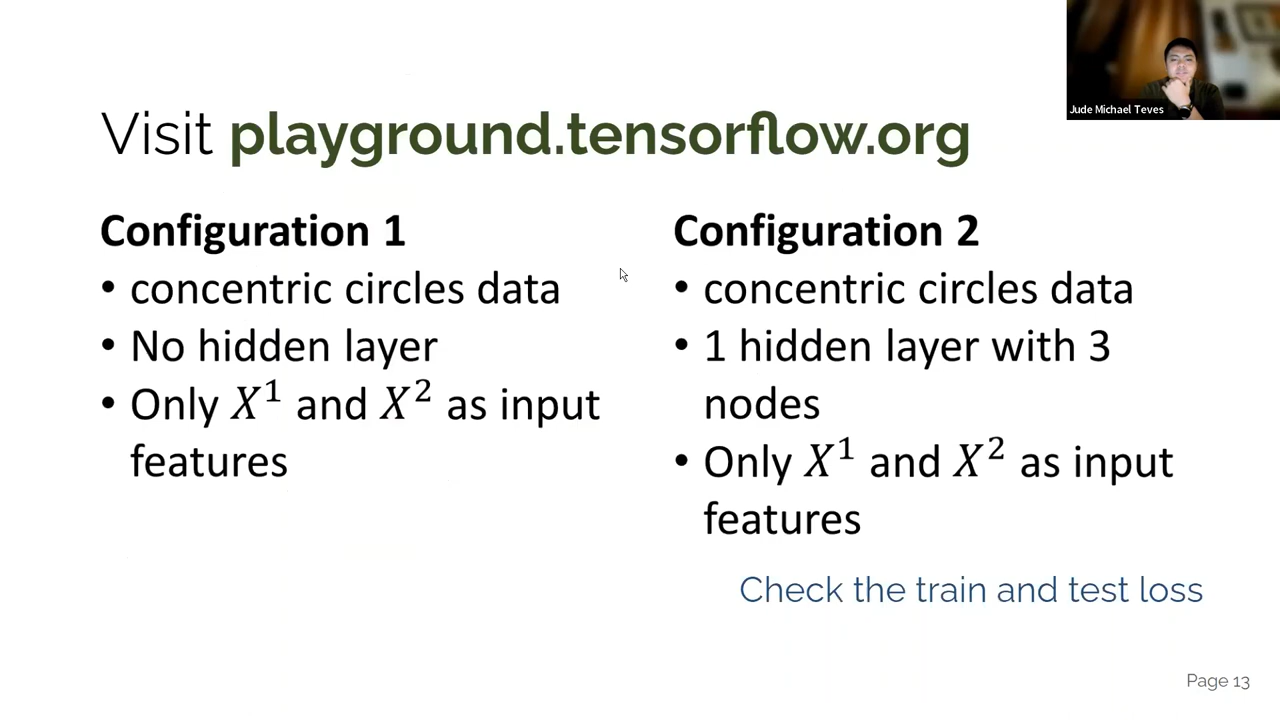 Jude Michael Teves
Visit playground.tensorflow.org
Configuration 1
• concentric circles data
• No hidden layer
• Only X¹ and X² as input
features
Configuration 2
• concentric circles data
• 1 hidden layer with 3
nodes
• Only X¹ and X² as input
features
Check the train and test loss
Page 13